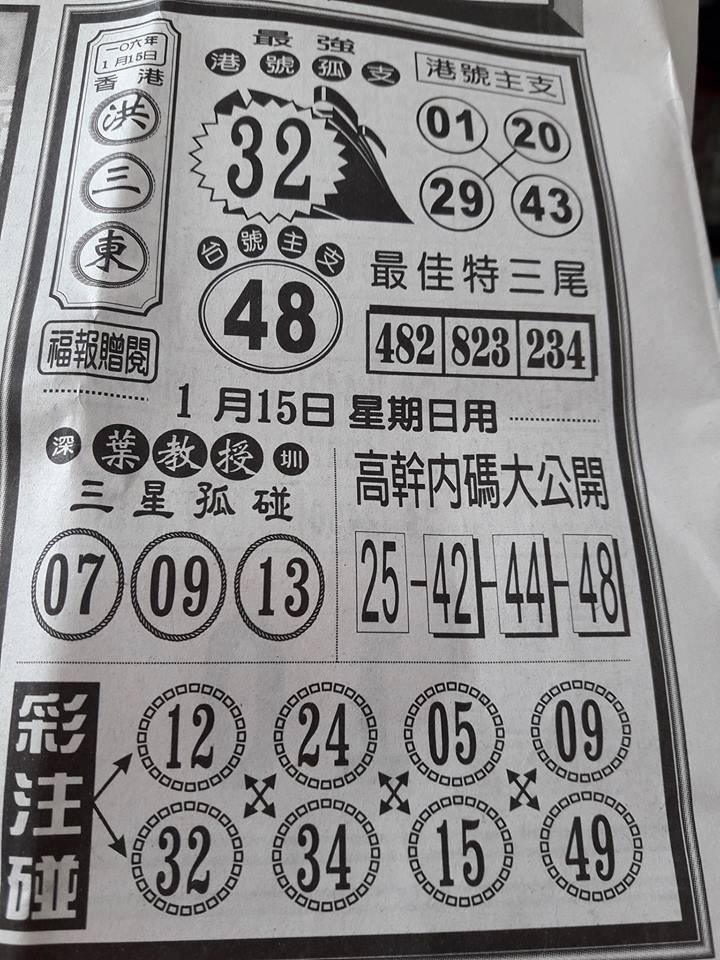 一○六年
1月15日
香港
洪三東
福報贈閱
最強
港號孤支
32
港號主支
01 20
29 43
台號主支
48
最佳特三尾
482 823 234
1月15日 星期日用
深 葉教授 圳
三星孤碰
07 09 13
高幹内碼大公開
25-42-44-48
彩注碰
12 24 05 09
32 34 15 49